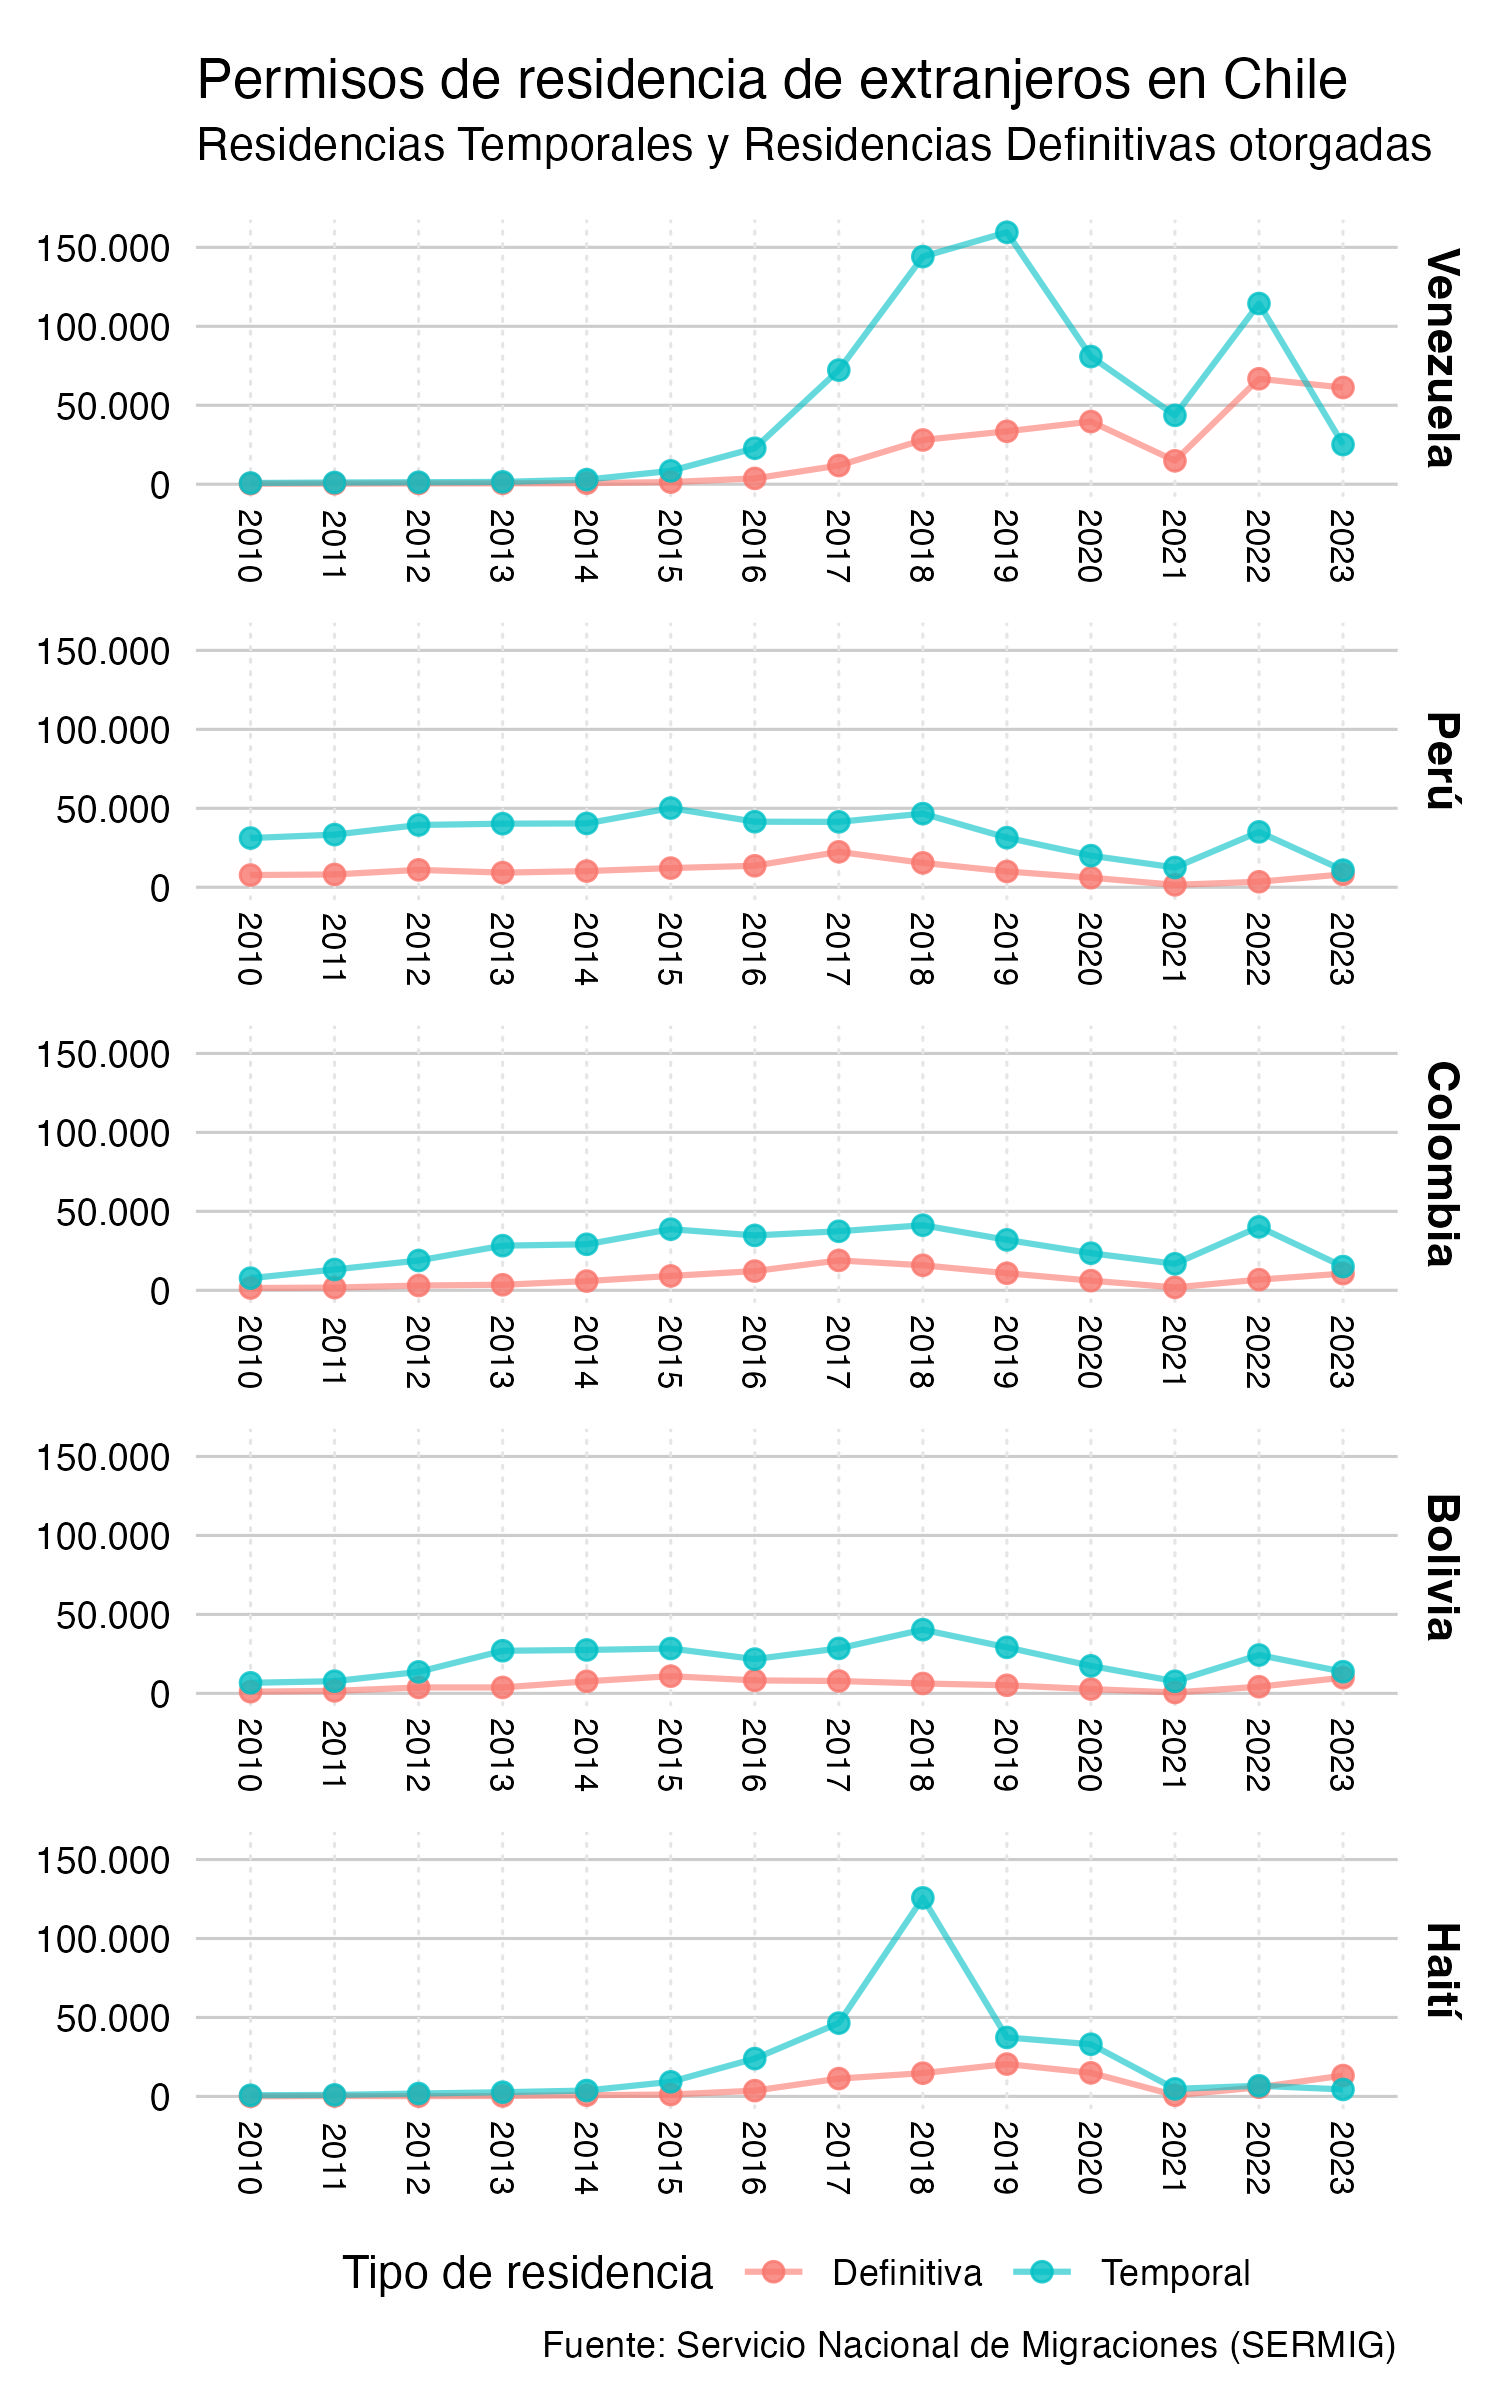 Permisos de residencia de extranjeros en Chile
Residencias Temporales y Residencias Definitivas otorgadas
150.000
100.000
50.000
0
Venezuela
2010 2011 2012 2013 2014 2015 2016 2017 2018 2019 2020 2021 2022 2023
150.000
100.000
50.000
0
Perú
2010 2011 2012 2013 2014 2015 2016 2017 2018 2019 2020 2021 2022 2023
150.000
100.000
50.000
0
Colombia
2010 2011 2012 2013 2014 2015 2016 2017 2018 2019 2020 2021 2022 2023
150.000
100.000
50.000
0
Bolivia
2010 2011 2012 2013 2014 2015 2016 2017 2018 2019 2020 2021 2022 2023
150.000
100.000
50.000
0
Haití
2010 2011 2012 2013 2014 2015 2016 2017 2018 2019 2020 2021 2022 2023
Tipo de residencia Definitiva Temporal
Fuente: Servicio Nacional de Migraciones (SERMIG)